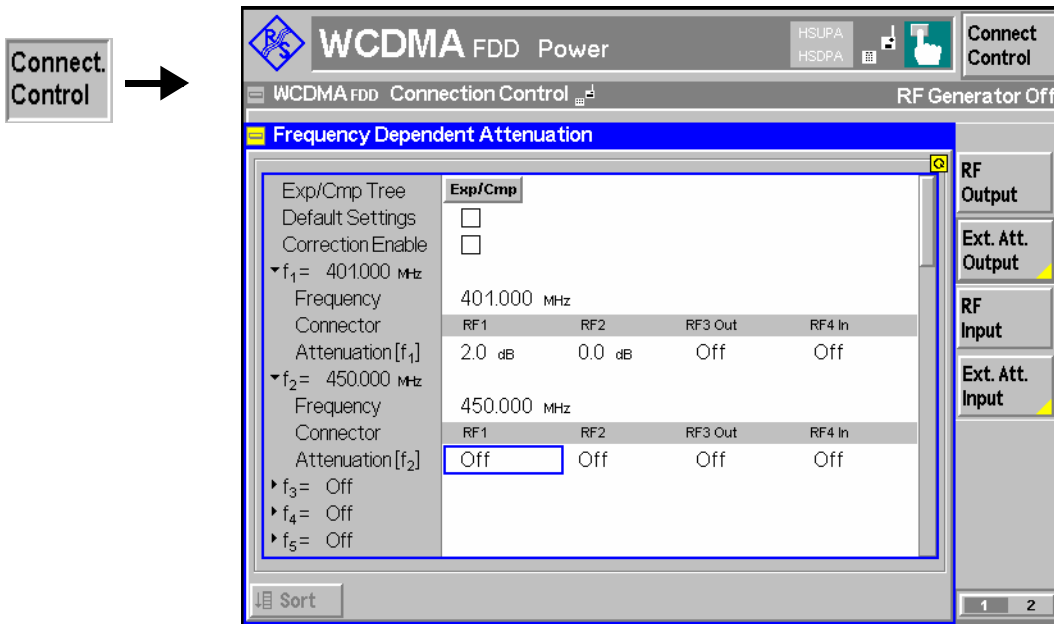 Connect.
Control
R&S
WCDMA FDD Power
HSUPA
HSDPA
Connect
Control
WCDMA FDD Connection Control
RF Generator Off
Frequency Dependent Attenuation
Exp/Cmp Tree Exp/Cmp
Default Settings
Correction Enable
f₁= 401.000 MHz
Frequency 401.000 MHz
Connector RF1 RF2 RF3 Out RF4 In
Attenuation [f₁] 2.0 dB 0.0 dB Off Off
f₂= 450.000 MHz
Frequency 450.000 MHz
Connector RF1 RF2 RF3 Out RF4 In
Attenuation [f₂] Off Off Off Off
f₃= Off
f₄= Off
f₅= Off
Sort
RF
Output
Ext. Att.
Output
RF
Input
Ext. Att.
Input
1 2